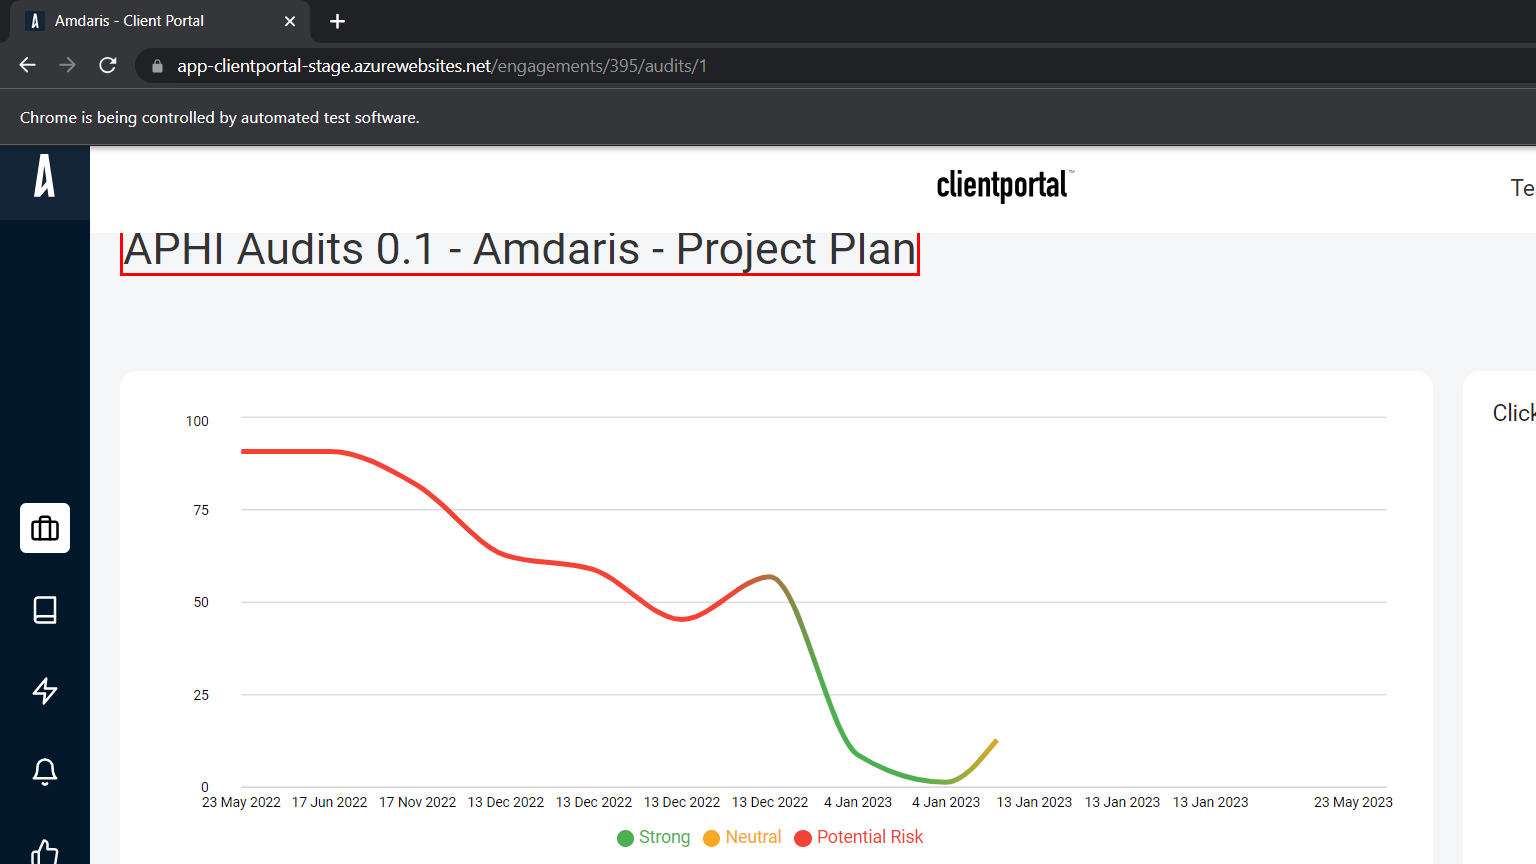 Amdaris - Client Portal
app-clientportal-stage.azurewebsites.net/engagements/395/audits/1
Chrome is being controlled by automated test software.
clientportal™
Te
APHI Audits 0.1 - Amdaris - Project Plan
Click
100
75
50
25
0
23 May 2022 17 Jun 2022 17 Nov 2022 13 Dec 2022 13 Dec 2022 13 Dec 2022 13 Dec 2022 4 Jan 2023 4 Jan 2023 13 Jan 2023 13 Jan 2023 13 Jan 2023 23 May 2023
Strong Neutral Potential Risk